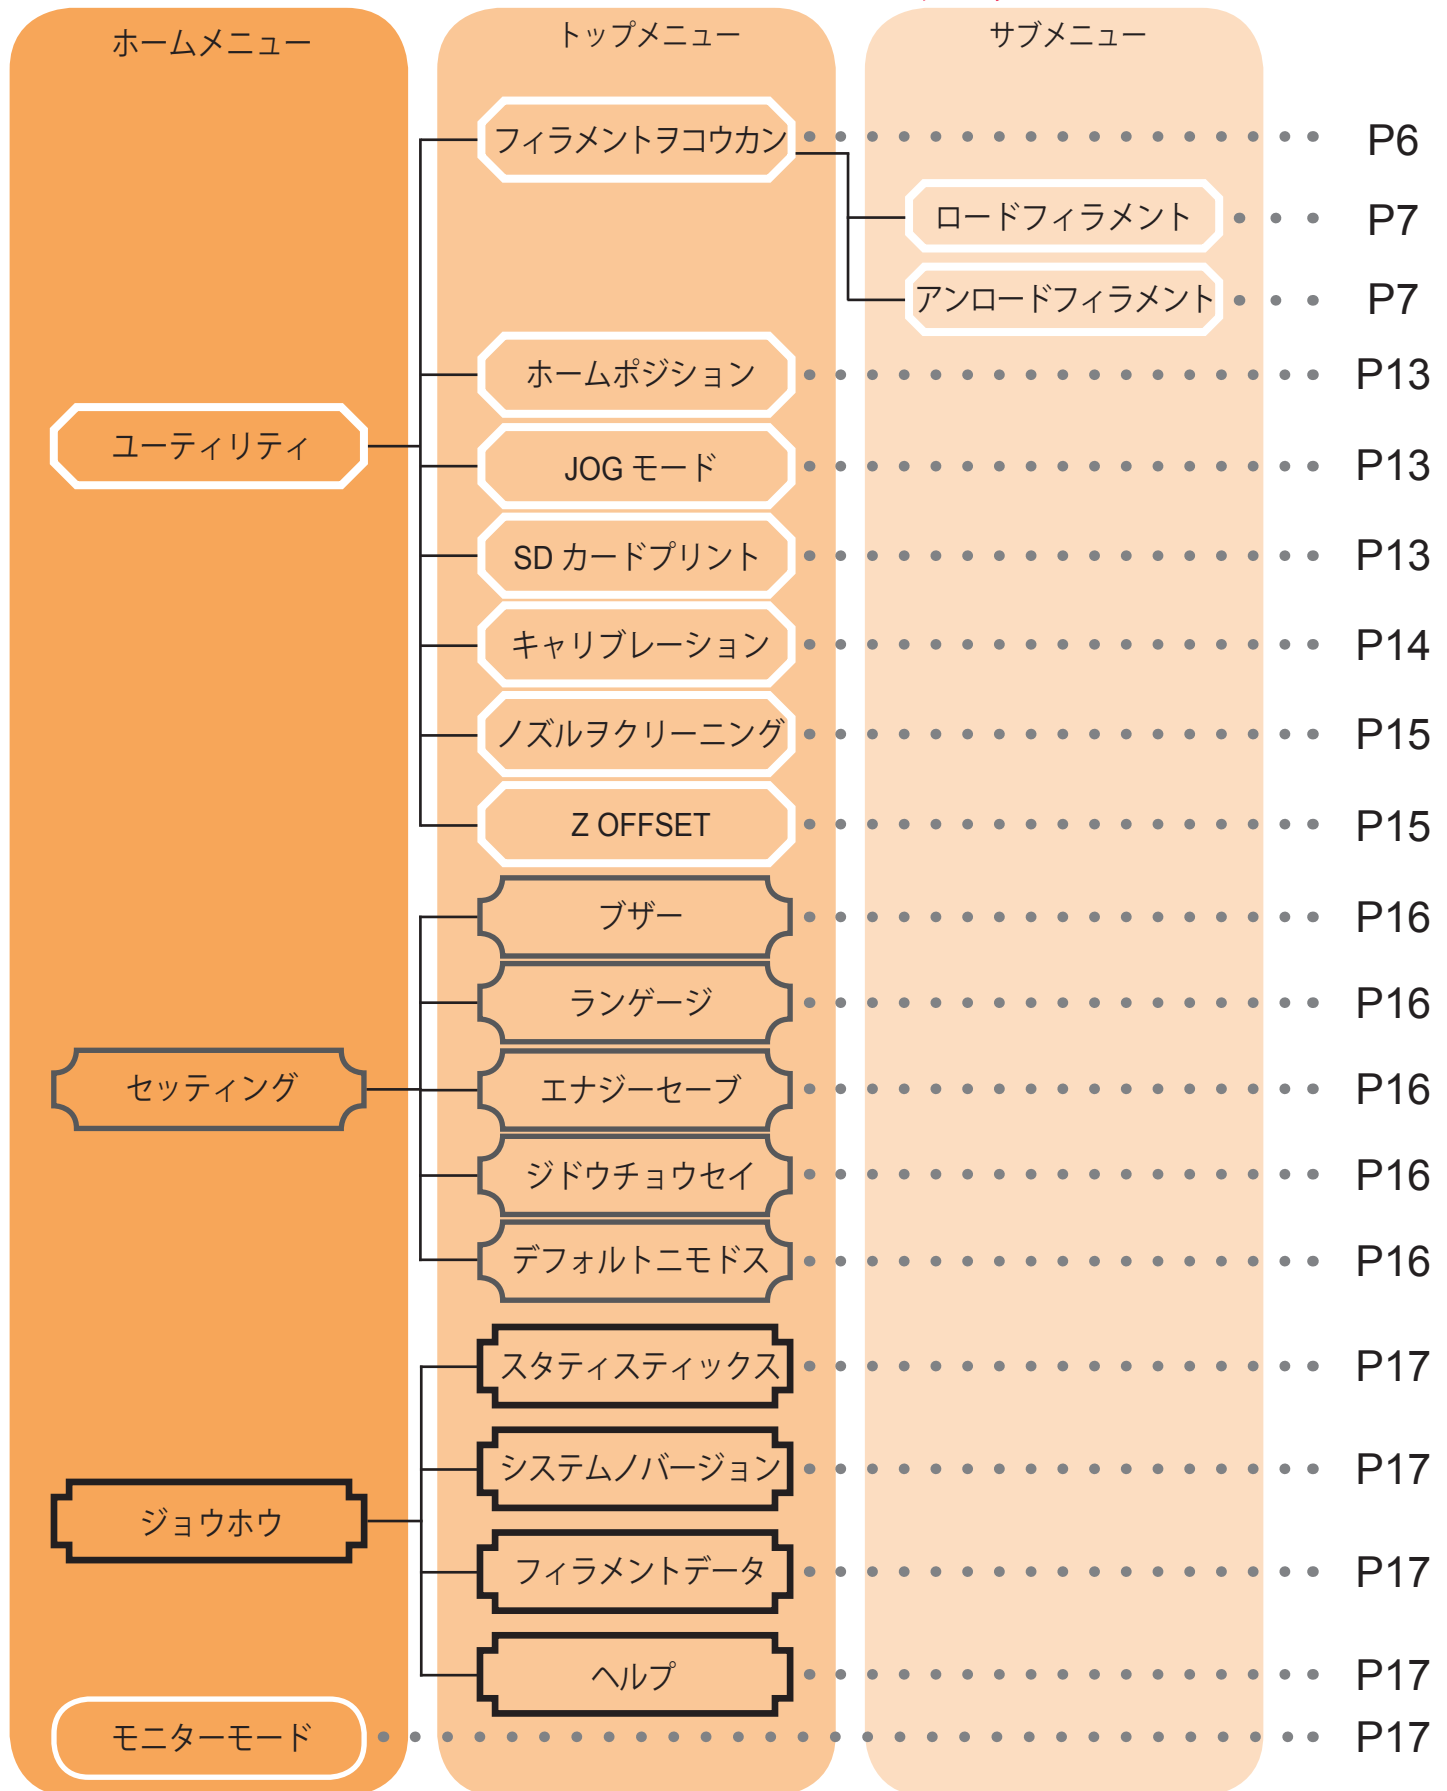 ホームメニュー
トップメニュー
サブメニュー
フィラメントヲコウカン
P6
ロードフィラメント
P7
アンロードフィラメント
P7
ホームポジション
P13
ユーティリティ
JOG モード
P13
SD カードプリント
P13
キャリブレーション
P14
ノズルヲクリーニング
P15
Z OFFSET
P15
ブザー
P16
ランゲージ
P16
セッティング
エナジーセーブ
P16
ジドウチョウセイ
P16
デフォルトニモドス
P16
スタティスティックス
P17
システムノバージョン
P17
ジョウホウ
フィラメントデータ
P17
ヘルプ
P17
モニターモード
P17